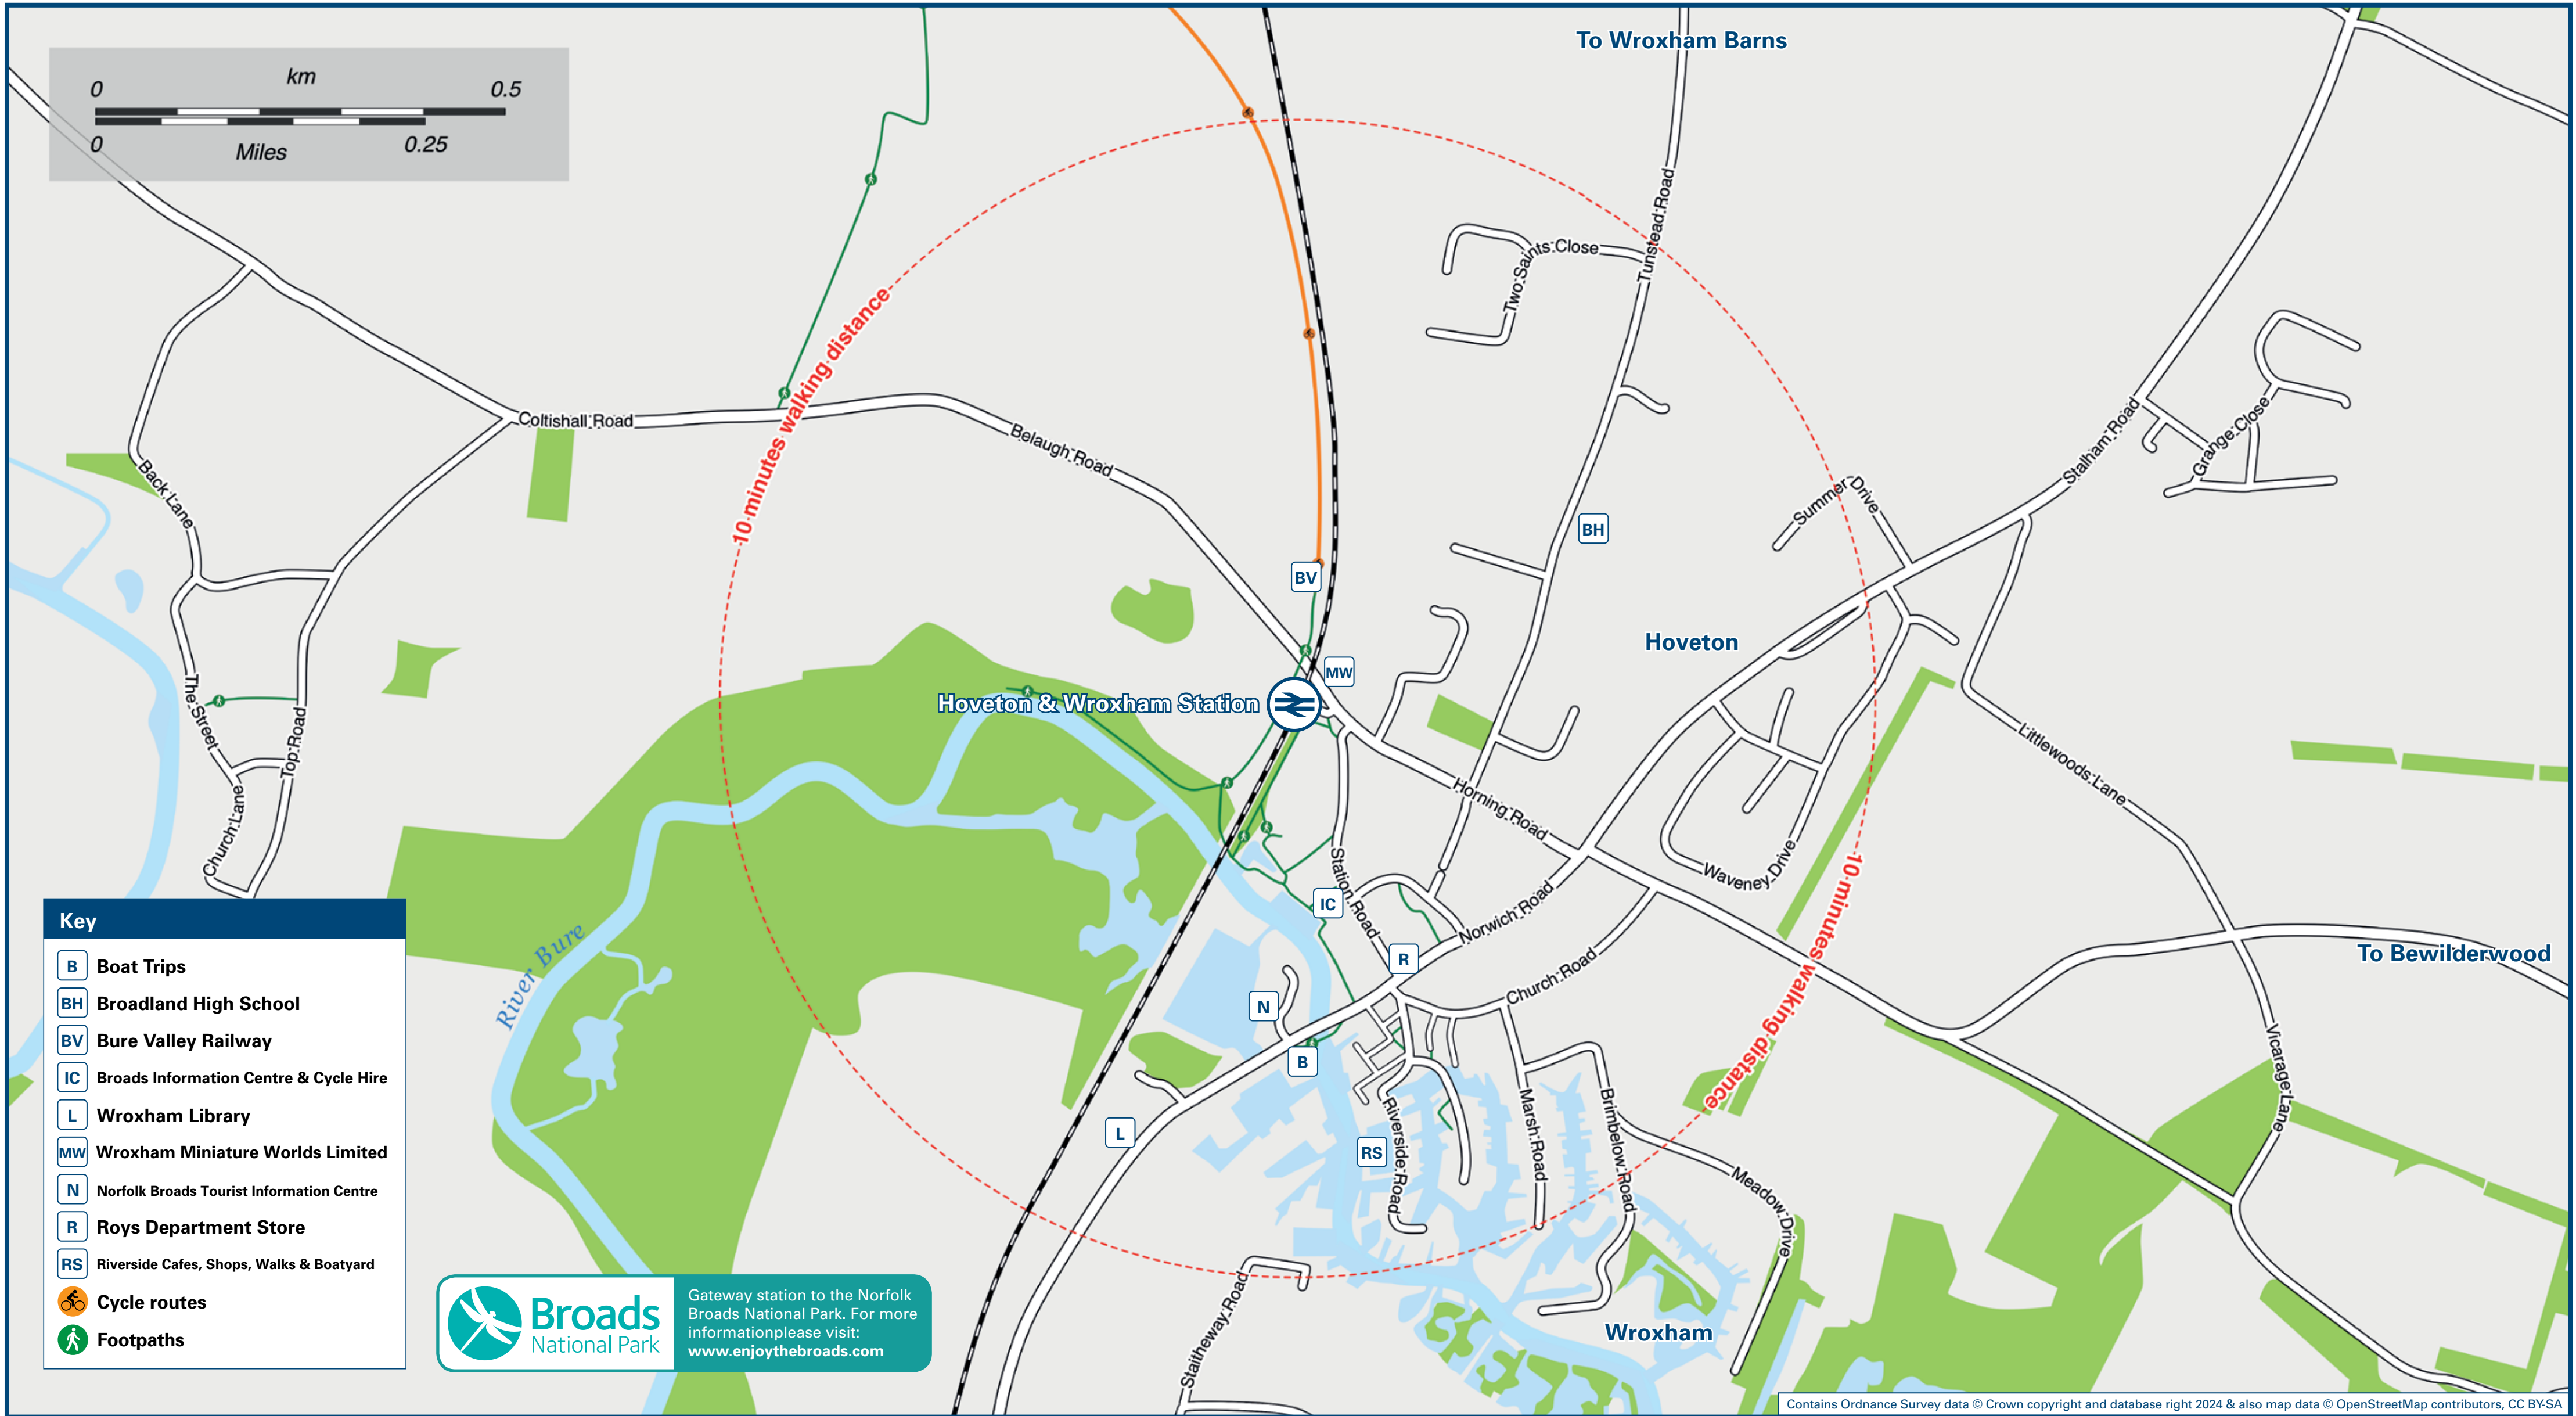 To Wroxham Barns
km
0
0.5
0
Miles
0.25
Tunstead Road
Two Saints Close
10 minutes walking distance
Coltishall Road
Belaugh Road
Stalham Road
Grange Close
Back Lane
Summer Drive
BH
BV
Hoveton
MW
Hoveton & Wroxham Station
The Street
Top Road
Littlewoods Lane
Horning Road
Church Lane
Waveney Drive
Station Road
IC
Norwich Road
10 minutes walking distance
R
Church Road
To Bewilderwood
River Bure
N
B
Vicarage Lane
L
RS
Riverside Road
Marsh Road
Brimbelow Road
Meadow Drive
Staitheway Road
Wroxham
Key
B Boat Trips
BH Broadland High School
BV Bure Valley Railway
IC Broads Information Centre & Cycle Hire
L Wroxham Library
MW Wroxham Miniature Worlds Limited
N Norfolk Broads Tourist Information Centre
R Roys Department Store
RS Riverside Cafes, Shops, Walks & Boatyard
Cycle routes
Footpaths
Broads
National Park
Gateway station to the Norfolk
Broads National Park. For more
informationplease visit:
www.enjoythebroads.com
Contains Ordnance Survey data © Crown copyright and database right 2024 & also map data © OpenStreetMap contributors, CC BY-SA